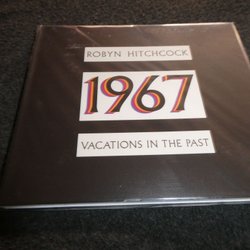 ROBYN HITCHCOCK
1967
VACATIONS IN THE PAST